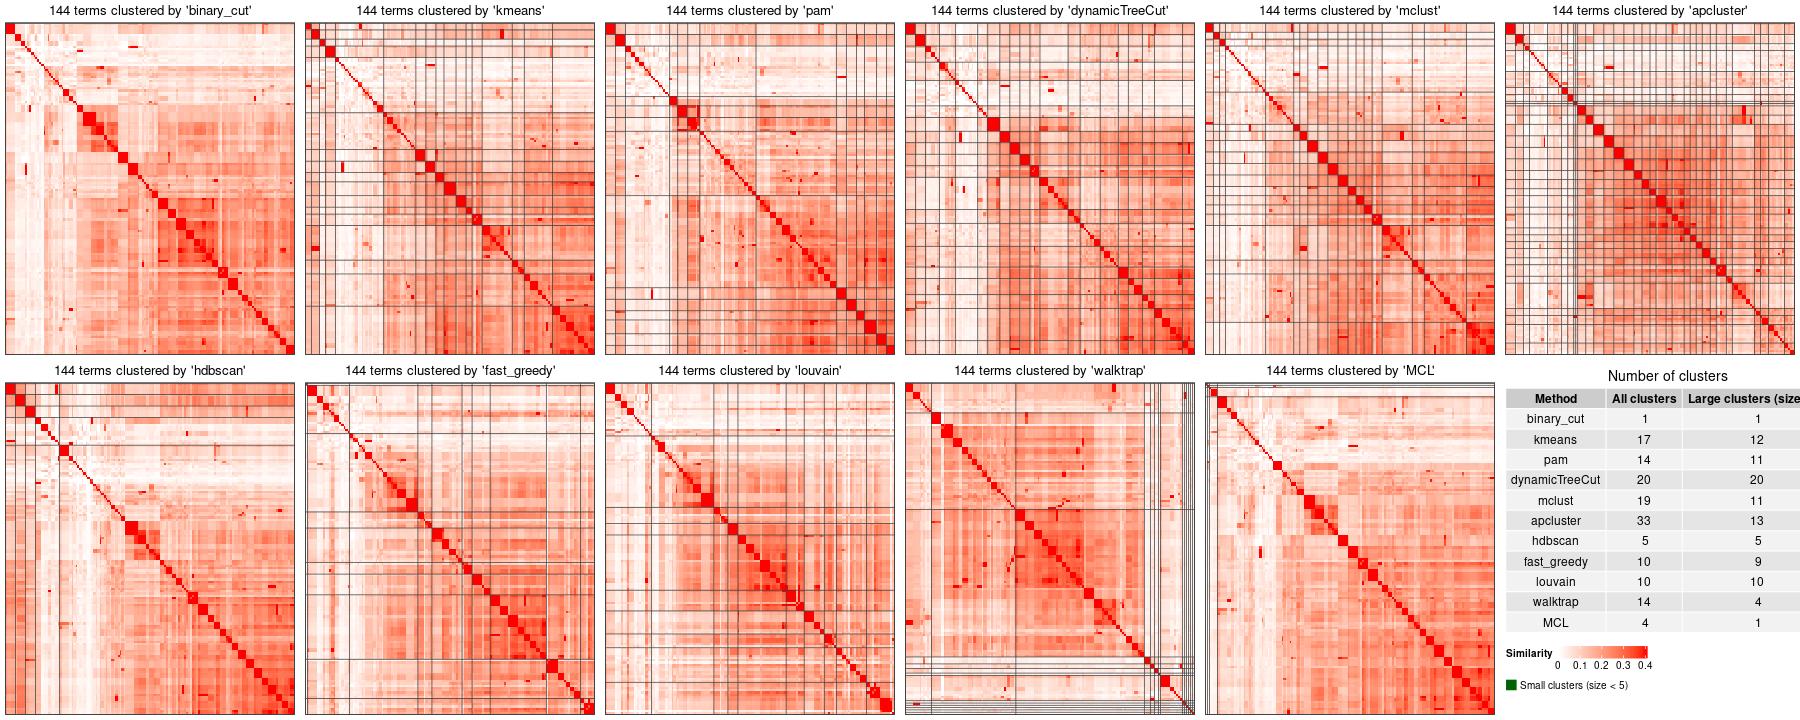 144 terms clustered by 'binary_cut'
144 terms clustered by 'kmeans'
144 terms clustered by 'pam'
144 terms clustered by 'dynamicTreeCut'
144 terms clustered by 'mclust'
144 terms clustered by 'apcluster'
144 terms clustered by 'hdbscan'
144 terms clustered by 'fast_greedy'
144 terms clustered by 'louvain'
144 terms clustered by 'walktrap'
144 terms clustered by 'MCL'
Number of clusters
Method All clusters Large clusters (size
binary_cut 1 1
kmeans 17 12
pam 14 11
dynamicTreeCut 20 20
mclust 19 11
apcluster 33 13
hdbscan 5 5
fast_greedy 10 9
louvain 10 10
walktrap 14 4
MCL 4 1
Similarity
0 0.1 0.2 0.3 0.4
Small clusters (size < 5)